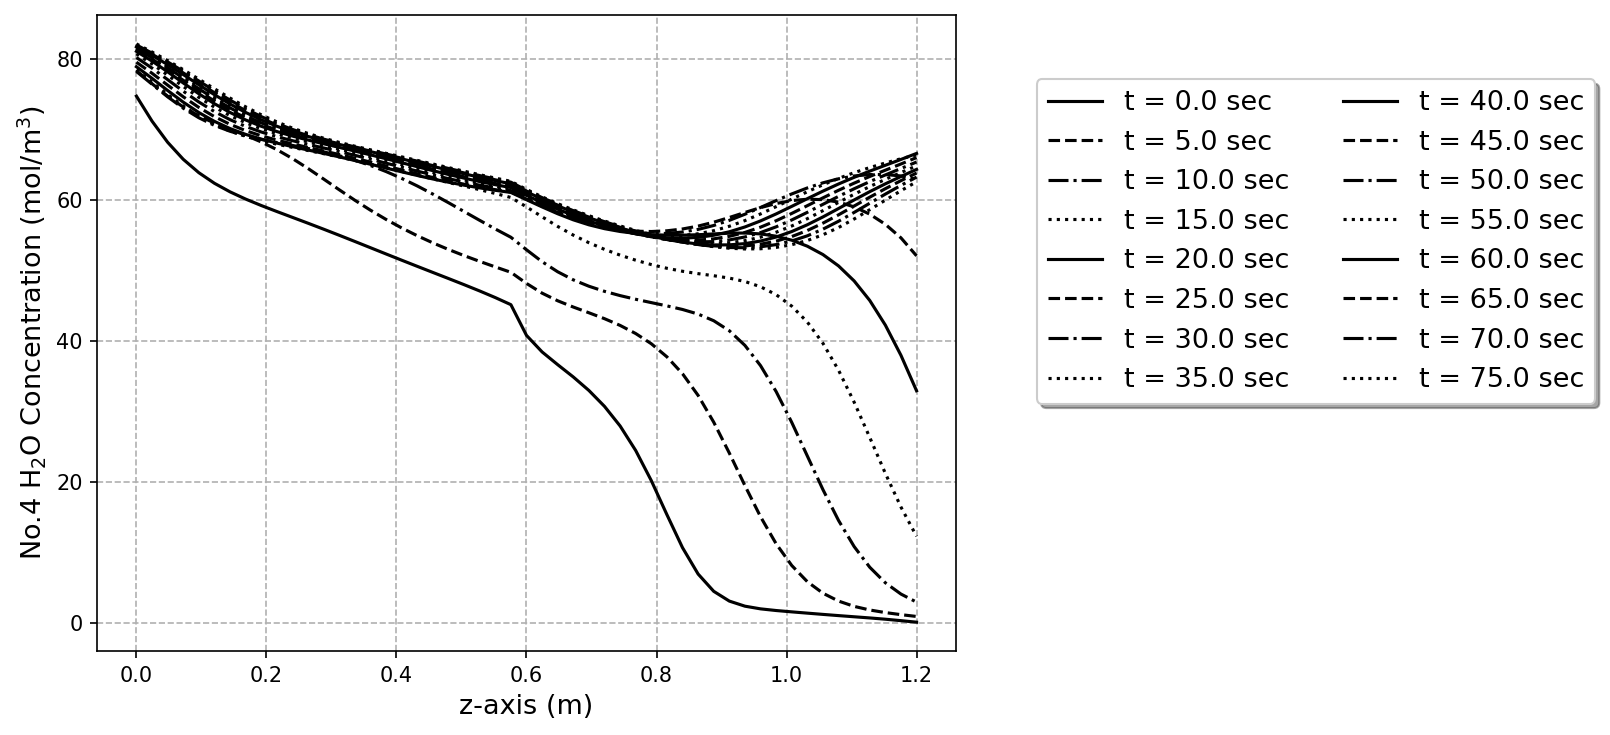 No.4 H₂O Concentration (mol/m³)
80
60
40
20
0
0.0 0.2 0.4 0.6 0.8 1.0 1.2
z-axis (m)
t = 0.0 sec
t = 5.0 sec
t = 10.0 sec
t = 15.0 sec
t = 20.0 sec
t = 25.0 sec
t = 30.0 sec
t = 35.0 sec
t = 40.0 sec
t = 45.0 sec
t = 50.0 sec
t = 55.0 sec
t = 60.0 sec
t = 65.0 sec
t = 70.0 sec
t = 75.0 sec